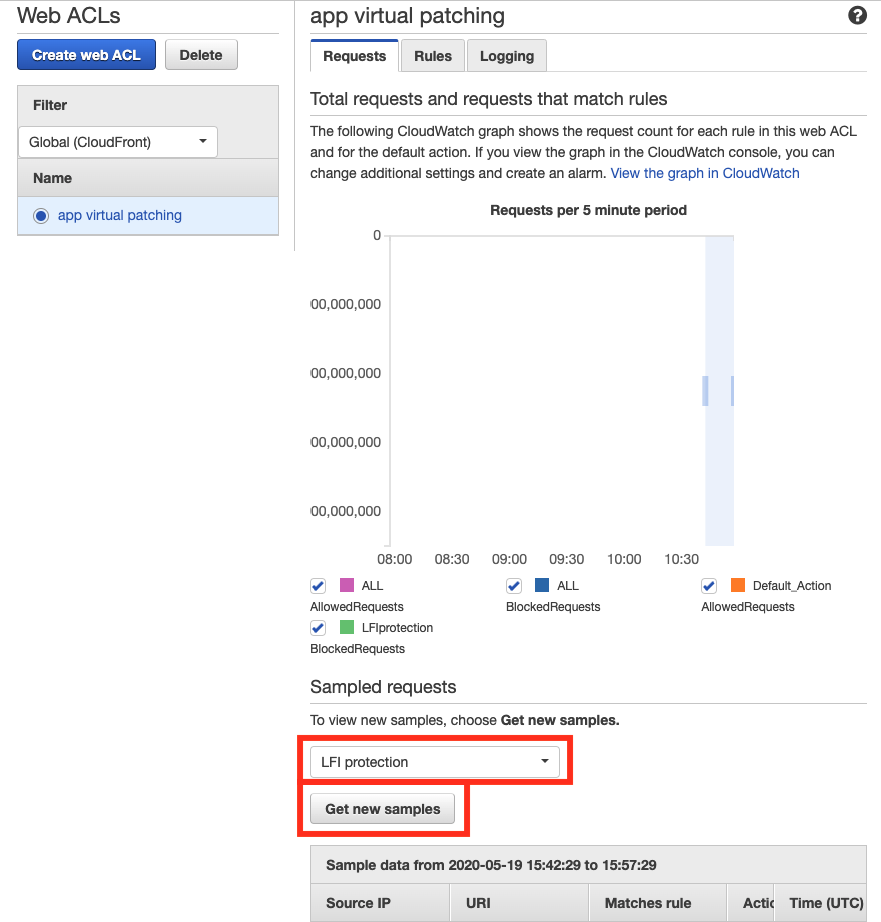 Web ACLs
Create web ACL
Delete
Filter
Global (CloudFront)
Name
app virtual patching
app virtual patching
?
Requests
Rules
Logging
Total requests and requests that match rules
The following CloudWatch graph shows the request count for each rule in this web ACL
and for the default action. If you view the graph in the CloudWatch console, you can
change additional settings and create an alarm. View the graph in CloudWatch
Requests per 5 minute period
0
00,000,000
00,000,000
00,000,000
00,000,000
08:00 08:30 09:00 09:30 10:00 10:30
ALL ALL Default_Action
AllowedRequests BlockedRequests AllowedRequests
LFIprotection
BlockedRequests
Sampled requests
To view new samples, choose Get new samples.
LFI protection
Get new samples
Sample data from 2020-05-19 15:42:29 to 15:57:29
Source IP URI Matches rule Actic Time (UTC)